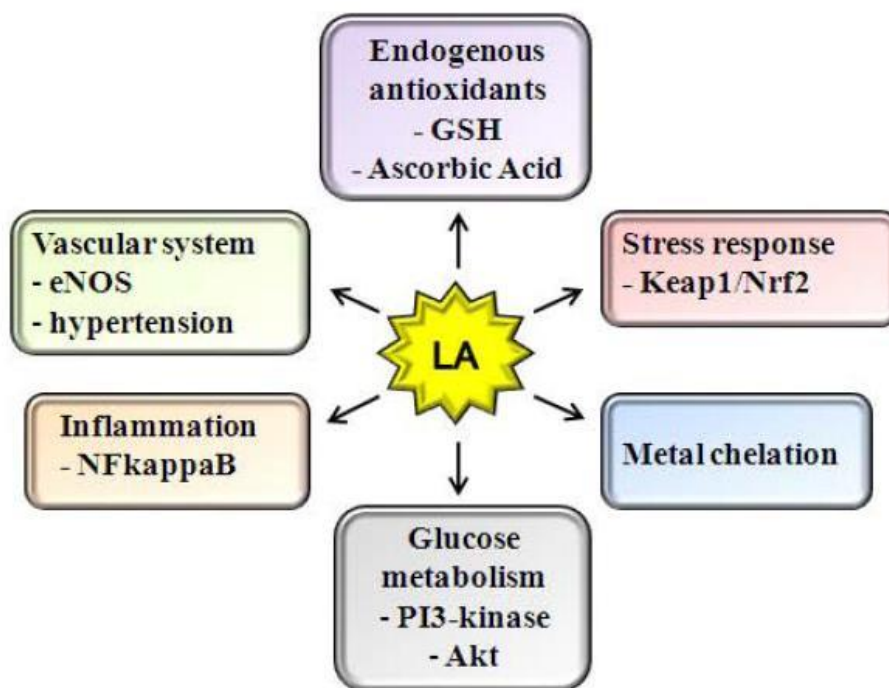 Endogenous
antioxidants
- GSH
- Ascorbic Acid
Vascular system
- eNOS
- hypertension
Stress response
- Keap1/Nrf2
LA
Inflammation
- NFkappaB
Metal chelation
Glucose
metabolism
- PI3-kinase
- Akt